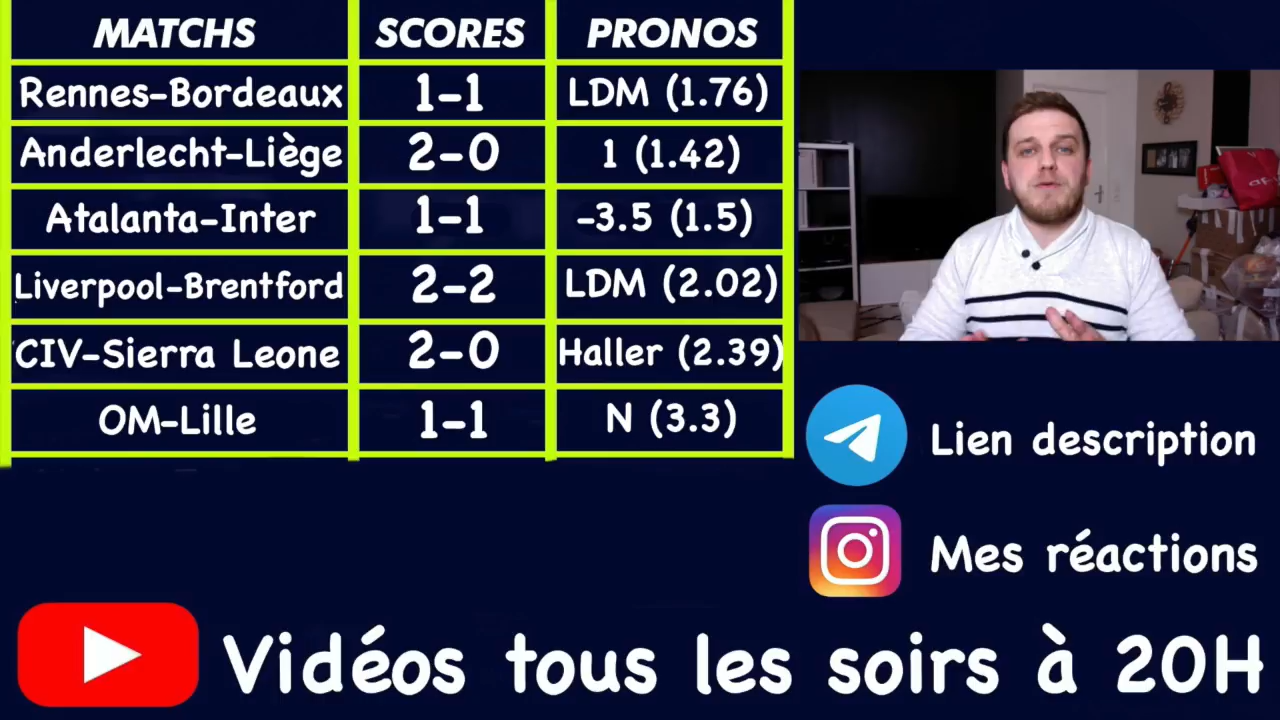 MATCHS SCORES PRONOS
Rennes-Bordeaux 1-1 LDM (1.76)
Anderlecht-Liège 2-0 1 (1.42)
Atalanta-Inter 1-1 -3.5 (1.5)
Liverpool-Brentford 2-2 LDM (2.02)
CIV-Sierra Leone 2-0 Haller (2.39)
OM-Lille 1-1 N (3.3)
Lien description
Mes réactions
Vidéos tous les soirs à 20H